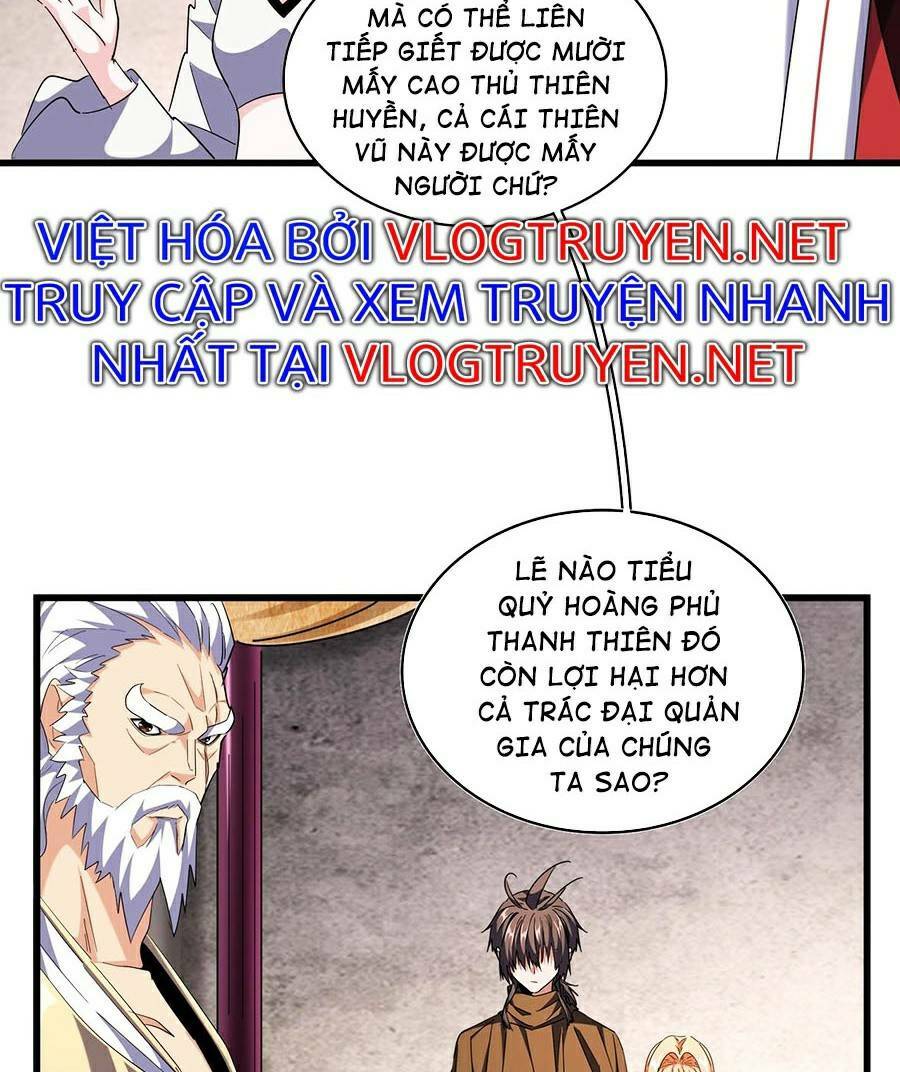 MÀ CÓ THỂ LIÊN
TIẾP GIẾT ĐƯỢC MƯỜI
MẤY CAO THỦ THIÊN
HUYỀN, CẢ CÁI THIÊN
VŨ NÀY ĐƯỢC MẤY
NGƯỜI CHỨ?
VIỆT HÓA BỞI VLOGTRUYEN.NET
TRUY CẬP VÀ XEM TRUYỆN NHANH
NHẤT TẠI VLOGTRUYEN.NET
LẼ NÀO TIỂU
QUỶ HOÀNG PHỦ
THANH THIÊN ĐÓ
CÒN LỢI HẠI HƠN
CẢ TRÁC ĐẠI QUẢN
GIA CỦA CHÚNG
TA SAO?